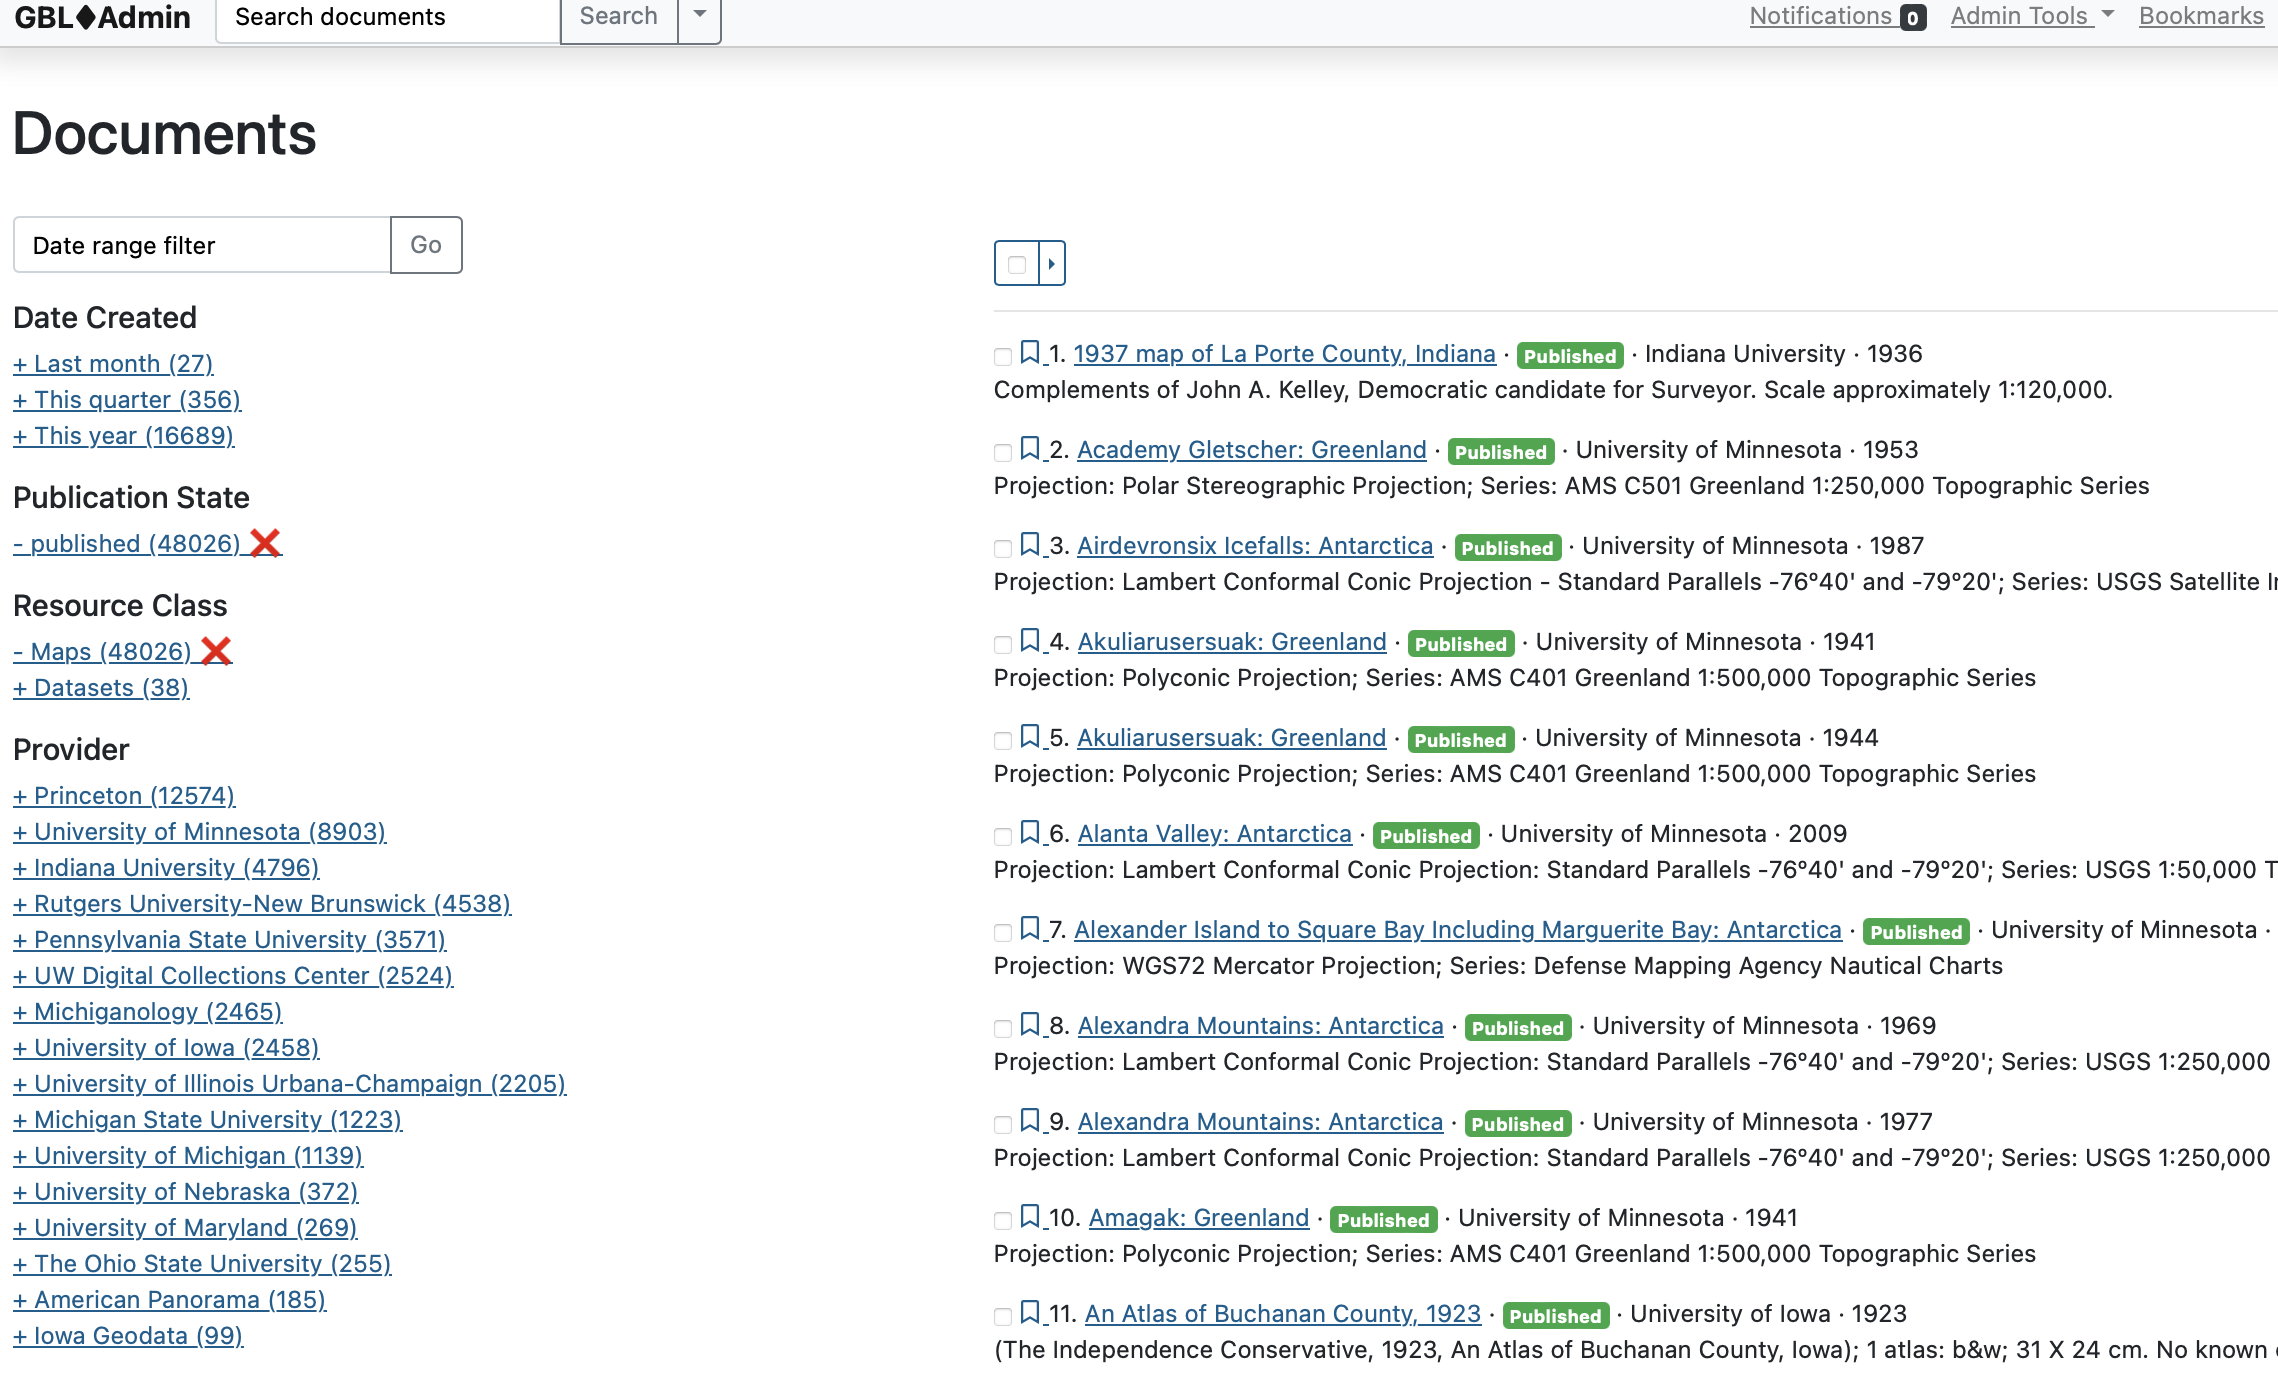 GBL♦Admin Search documents Search Notifications 0 Admin Tools Bookmarks
Documents
Date range filter Go
Date Created
+ Last month (27)
+ This quarter (356)
+ This year (16689)
Publication State
- published (48026) ❌
Resource Class
- Maps (48026) ❌
+ Datasets (38)
Provider
+ Princeton (12574)
+ University of Minnesota (8903)
+ Indiana University (4796)
+ Rutgers University-New Brunswick (4538)
+ Pennsylvania State University (3571)
+ UW Digital Collections Center (2524)
+ Michiganology (2465)
+ University of Iowa (2458)
+ University of Illinois Urbana-Champaign (2205)
+ Michigan State University (1223)
+ University of Michigan (1139)
+ University of Nebraska (372)
+ University of Maryland (269)
+ The Ohio State University (255)
+ American Panorama (185)
+ Iowa Geodata (99)
1. 1937 map of La Porte County, Indiana · Published · Indiana University · 1936
Complements of John A. Kelley, Democratic candidate for Surveyor. Scale approximately 1:120,000.
2. Academy Gletscher: Greenland · Published · University of Minnesota · 1953
Projection: Polar Stereographic Projection; Series: AMS C501 Greenland 1:250,000 Topographic Series
3. Airdevronsix Icefalls: Antarctica · Published · University of Minnesota · 1987
Projection: Lambert Conformal Conic Projection - Standard Parallels -76°40' and -79°20'; Series: USGS Satellite
4. Akuliarusersuak: Greenland · Published · University of Minnesota · 1941
Projection: Polyconic Projection; Series: AMS C401 Greenland 1:500,000 Topographic Series
5. Akuliarusersuak: Greenland · Published · University of Minnesota · 1944
Projection: Polyconic Projection; Series: AMS C401 Greenland 1:500,000 Topographic Series
6. Alanta Valley: Antarctica · Published · University of Minnesota · 2009
Projection: Lambert Conformal Conic Projection: Standard Parallels -76°40' and -79°20'; Series: USGS 1:50,000
7. Alexander Island to Square Bay Including Marguerite Bay: Antarctica · Published · University of Minnesota ·
Projection: WGS72 Mercator Projection; Series: Defense Mapping Agency Nautical Charts
8. Alexandra Mountains: Antarctica · Published · University of Minnesota · 1969
Projection: Lambert Conformal Conic Projection: Standard Parallels -76°40' and -79°20'; Series: USGS 1:250,000
9. Alexandra Mountains: Antarctica · Published · University of Minnesota · 1977
Projection: Lambert Conformal Conic Projection: Standard Parallels -76°40' and -79°20'; Series: USGS 1:250,000
10. Amagak: Greenland · Published · University of Minnesota · 1941
Projection: Polyconic Projection; Series: AMS C401 Greenland 1:500,000 Topographic Series
11. An Atlas of Buchanan County, 1923 · Published · University of Iowa · 1923
(The Independence Conservative, 1923, An Atlas of Buchanan County, Iowa); 1 atlas: b&w; 31 X 24 cm. No known